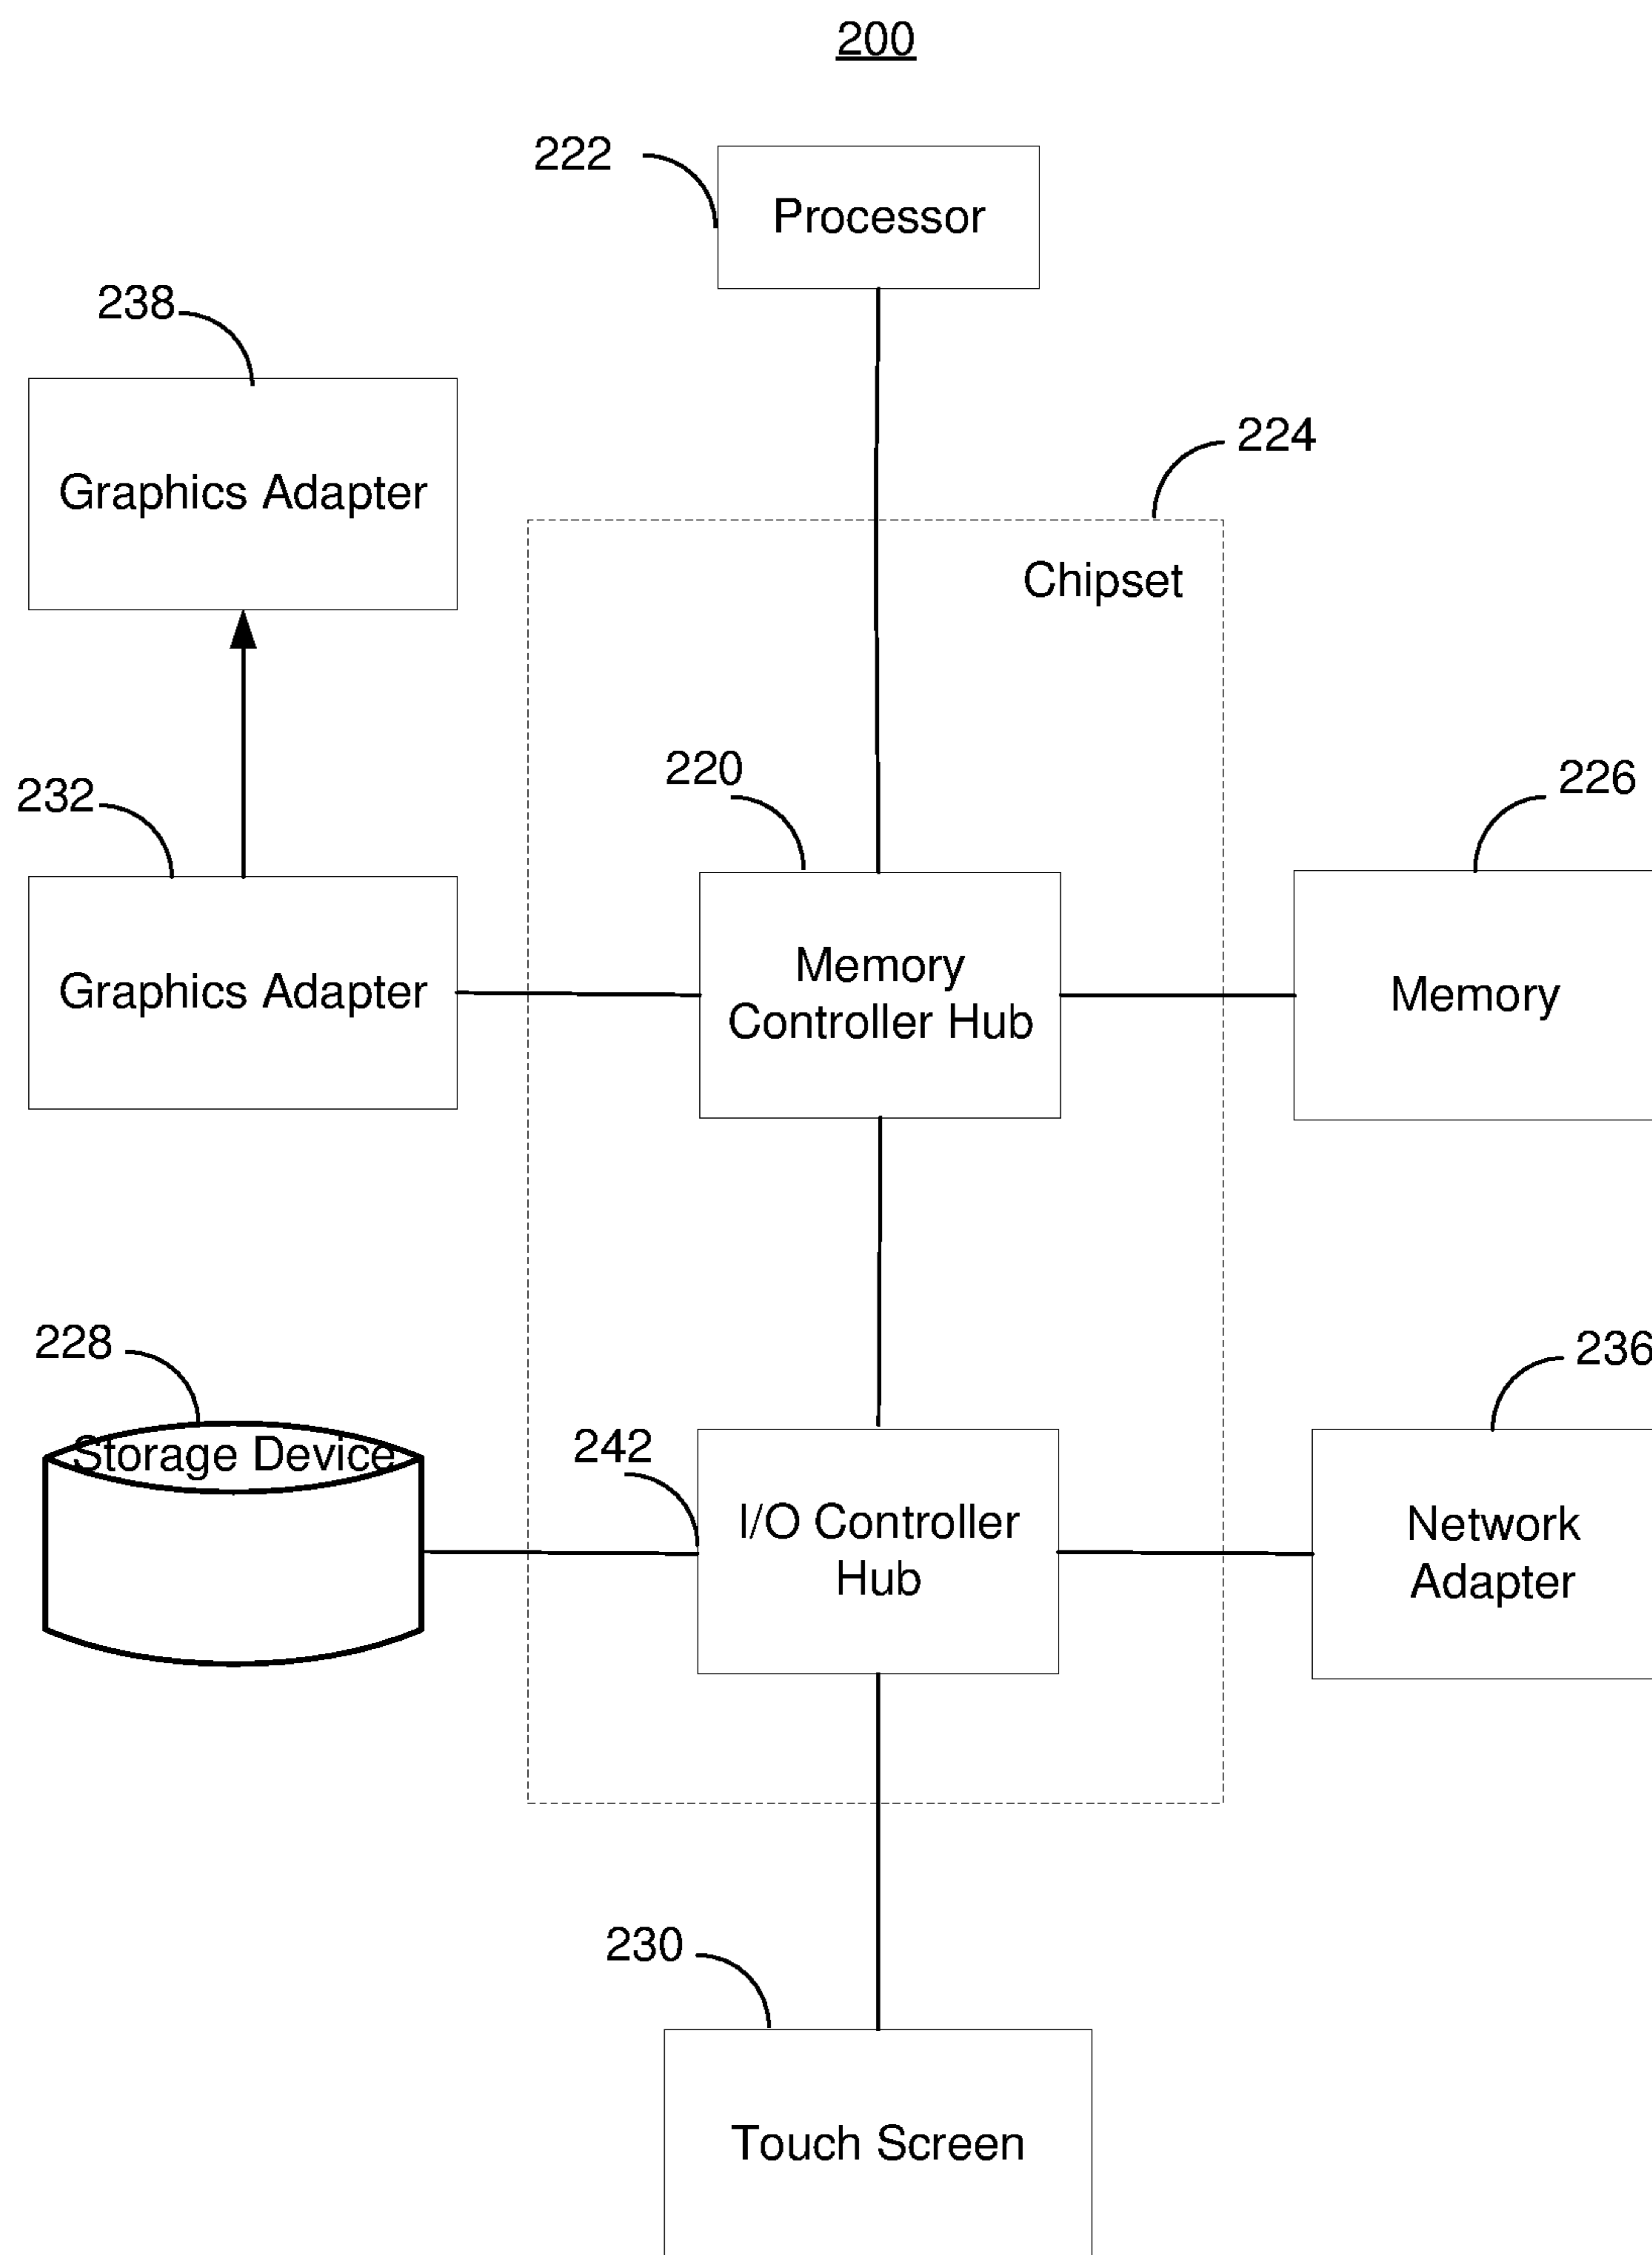 200
222
Processor
238
Graphics Adapter
224
Chipset
232
220
226
Graphics Adapter
Memory
Controller Hub
Memory
228
236
Storage Device
242
I/O Controller
Hub
Network
Adapter
230
Touch Screen